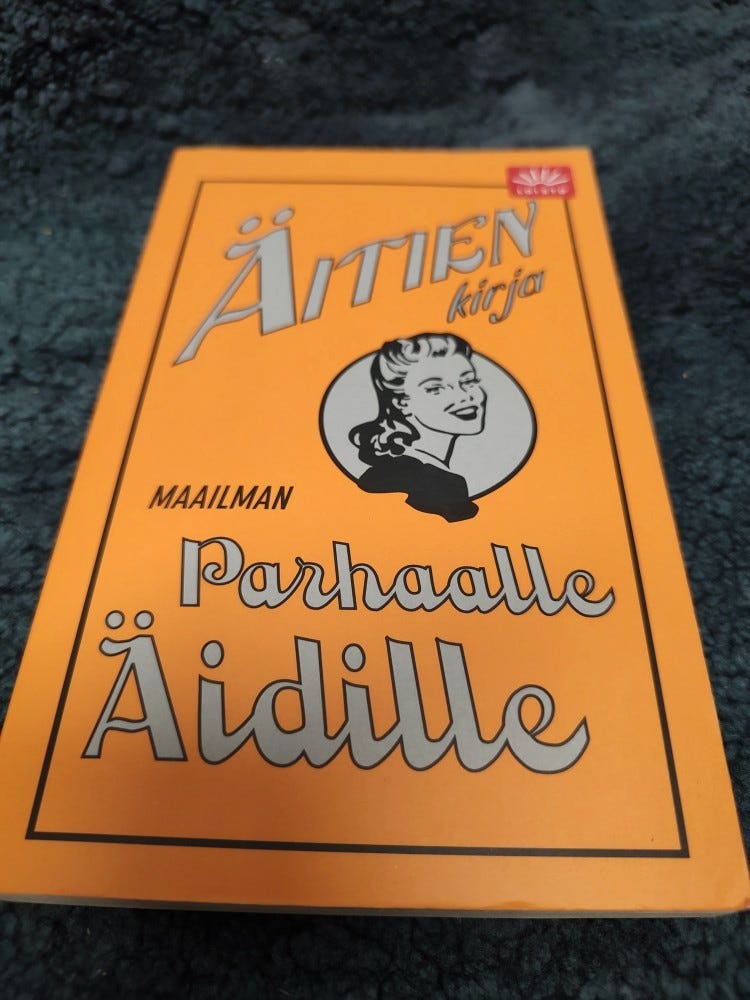 ÄITIEN
kirja
MAAILMAN
Parhaalle
Äidille